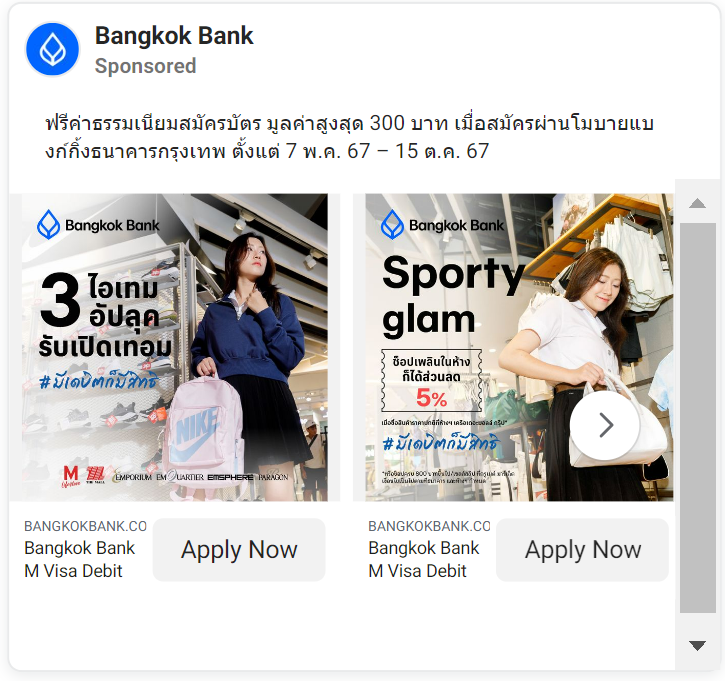 Bangkok Bank
Sponsored
ฟรีค่าธรรมเนียมสมัครบัตร มูลค่าสูงสุด 300 บาท เมื่อสมัครผ่านโมบายแบ
งก์กิ้งธนาคารกรุงเทพ ตั้งแต่ 7 พ.ค. 67 – 15 ต.ค. 67
Bangkok Bank
3 ไอเทม
อัปลุค
รับเปิดเทอม
#มีเดบิตก็มีสิทธิ
NIKE
M THE MALL EMPORIUM EMQUARTIER EMSPHERE PARAGON
BANGKOKBANK.CO
Bangkok Bank
M Visa Debit
Apply Now
Bangkok Bank
Sporty
glam
ช็อปเพลินในห้าง
ก็ได้ส่วนลด
5%
#มีเดบิตก็มีสิทธิ
BANGKOKBANK.CO
Bangkok Bank
M Visa Debit
Apply Now